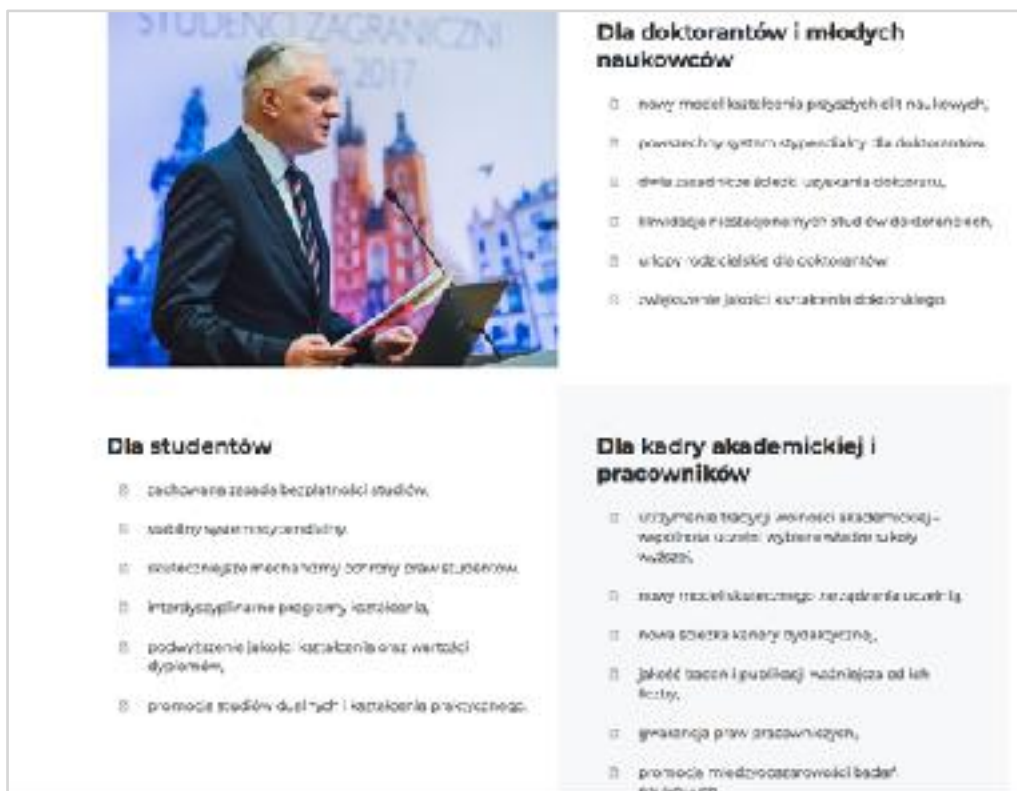 STUDENCI ZAGRANICZNI
2017
Dla doktorantów i młodych
naukowców
nowy model kształcenia przyszłych elit naukowych,
powszechny system stypendialny dla doktorantów,
dwie zasadnicze ścieżki uzyskania doktoratu,
likwidacja niestacjonarnych studiów doktoranckich,
urlopy rodzicielskie dla doktorantów
zwiększenie jakości kształcenia doktorskiego
Dla studentów
zachowana zasada bezpłatności studiów,
stabilny system stypendialny,
skuteczniejsze mechanizmy ochrony praw studentów,
interdyscyplinarne programy kształcenia,
podwyższenie jakości kształcenia oraz wartości
dyplomów,
promocja studiów dualnych i kształcenia praktycznego.
Dla kadry akademickiej i
pracowników
utrzymanie tradycji wolności akademickiej –
wspólnota uczelni wybiera władze szkoły
wyższej,
nowy model skutecznego zarządzania uczelnią
nowa ścieżka kariery dydaktycznej,
jakość badań i publikacji ważniejsza od ich
liczby,
gwarancja praw pracowniczych,
promocja międzyobszarowości badań